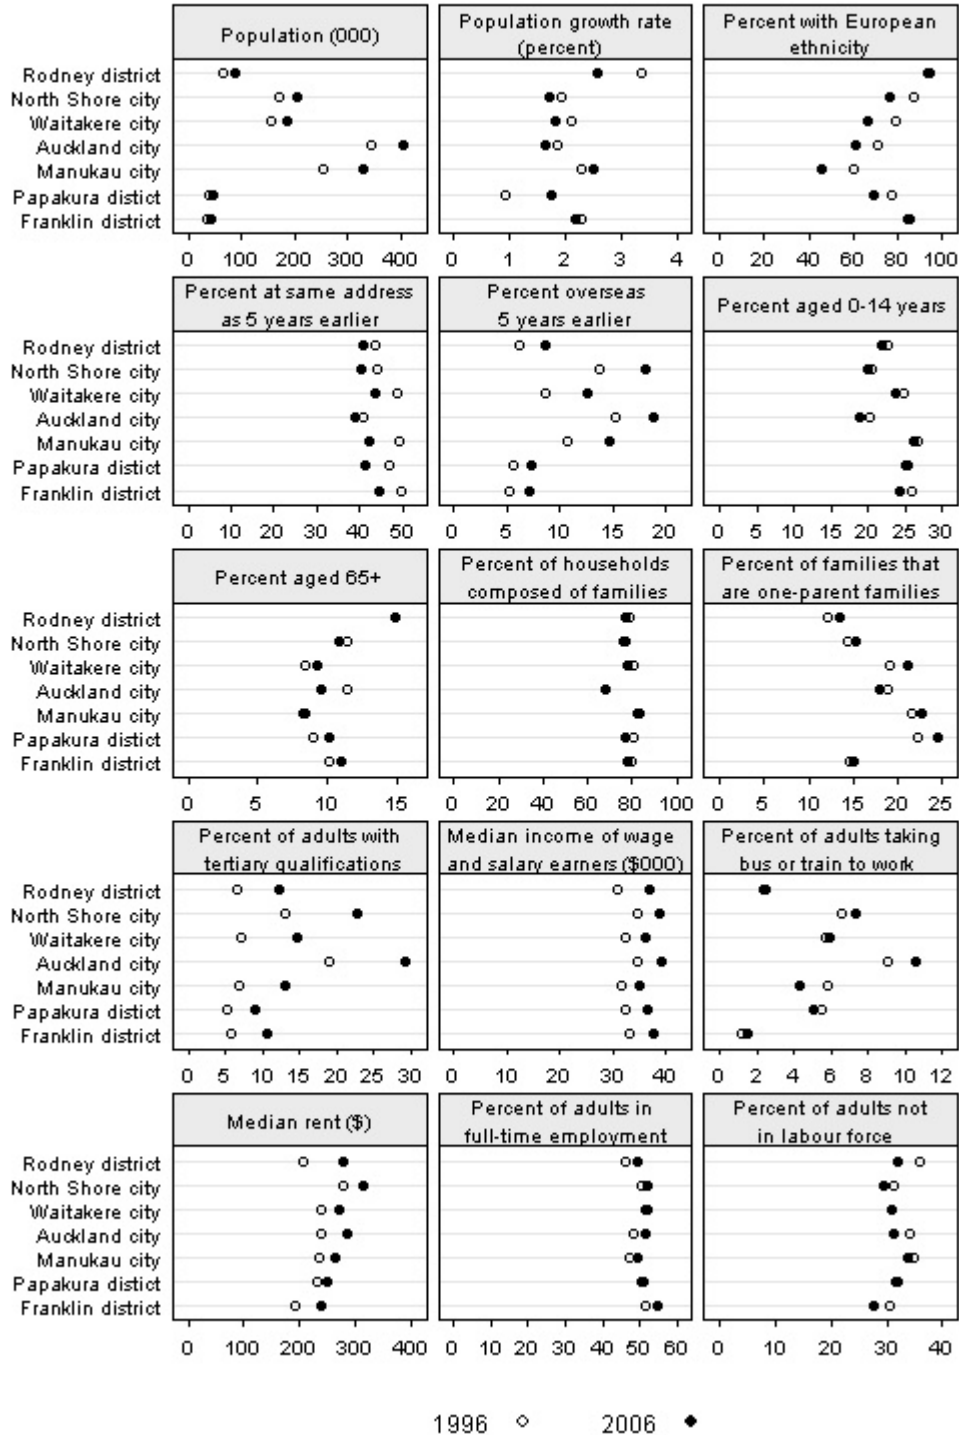 Population (000)
Population growth rate
(percent)
Percent with European
ethnicity
Rodney district
North Shore city
Waitakere city
Auckland city
Manukau city
Papakura distict
Franklin district
0 100 200 300 400
0 1 2 3 4
0 20 40 60 80 100
Percent at same address
as 5 years earlier
Percent overseas
5 years earlier
Percent aged 0-14 years
Rodney district
North Shore city
Waitakere city
Auckland city
Manukau city
Papakura distict
Franklin district
0 10 20 30 40 50
0 5 10 15 20
0 5 10 15 20 25 30
Percent aged 65+
Percent of households
composed of families
Percent of families that
are one-parent families
Rodney district
North Shore city
Waitakere city
Auckland city
Manukau city
Papakura distict
Franklin district
0 5 10 15
0 20 40 60 80 100
0 5 10 15 20 25
Percent of adults with
tertiary qualifications
Median income of wage
and salary earners ($000)
Percent of adults taking
bus or train to work
Rodney district
North Shore city
Waitakere city
Auckland city
Manukau city
Papakura distict
Franklin district
0 5 10 15 20 25 30
0 10 20 30 40
0 2 4 6 8 10 12
Median rent ($)
Percent of adults in
full-time employment
Percent of adults not
in labour force
Rodney district
North Shore city
Waitakere city
Auckland city
Manukau city
Papakura distict
Franklin district
0 100 200 300 400
0 10 20 30 40 50 60
0 10 20 30 40
1996 2006